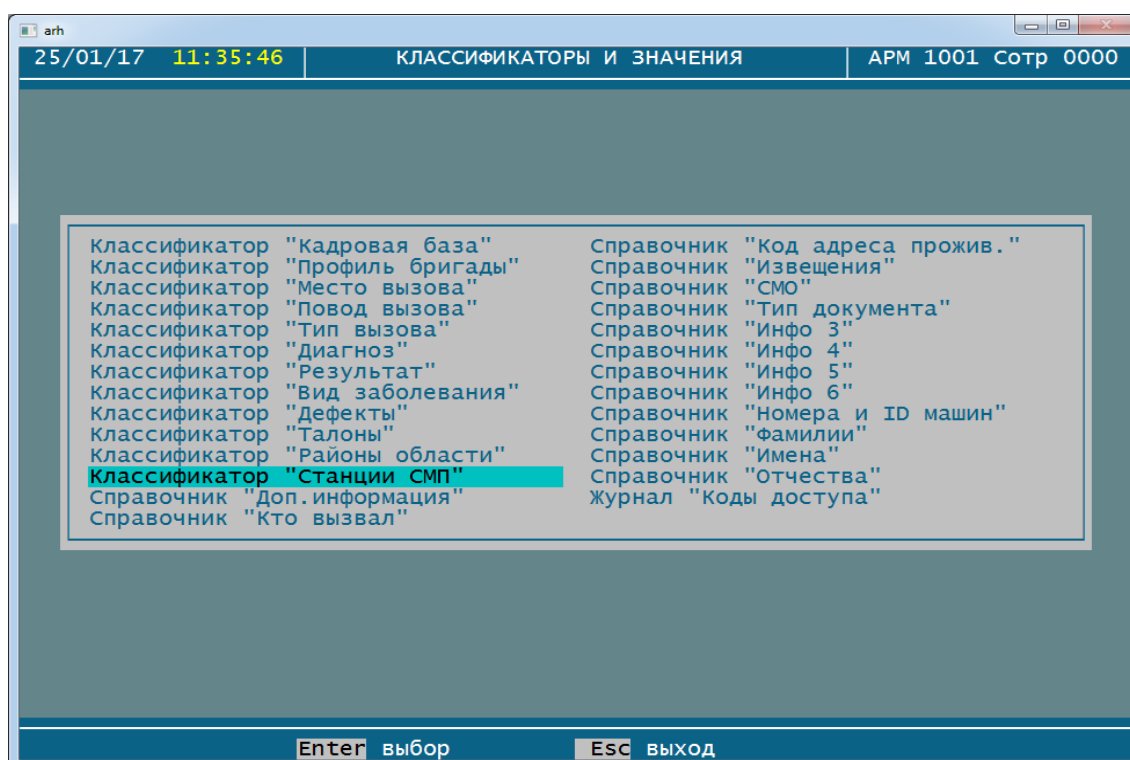 arh
25/01/17 11:35:46 КЛАССИФИКАТОРЫ И ЗНАЧЕНИЯ АРМ 1001 Сотр 0000
Классификатор "Кадровая база"
Классификатор "Профиль бригады"
Классификатор "Место вызова"
Классификатор "Повод вызова"
Классификатор "Тип вызова"
Классификатор "Диагноз"
Классификатор "Результат"
Классификатор "Вид заболевания"
Классификатор "Дефекты"
Классификатор "Талоны"
Классификатор "Районы области"
Классификатор "Станции СМП"
Справочник "Доп.информация"
Справочник "Кто вызвал"
Справочник "Код адреса прожив."
Справочник "Извещения"
Справочник "СМО"
Справочник "Тип документа"
Справочник "Инфо 3"
Справочник "Инфо 4"
Справочник "Инфо 5"
Справочник "Инфо 6"
Справочник "Номера и ID машин"
Справочник "Фамилии"
Справочник "Имена"
Справочник "Отчества"
Журнал "Коды доступа"
Enter выбор Esc выход